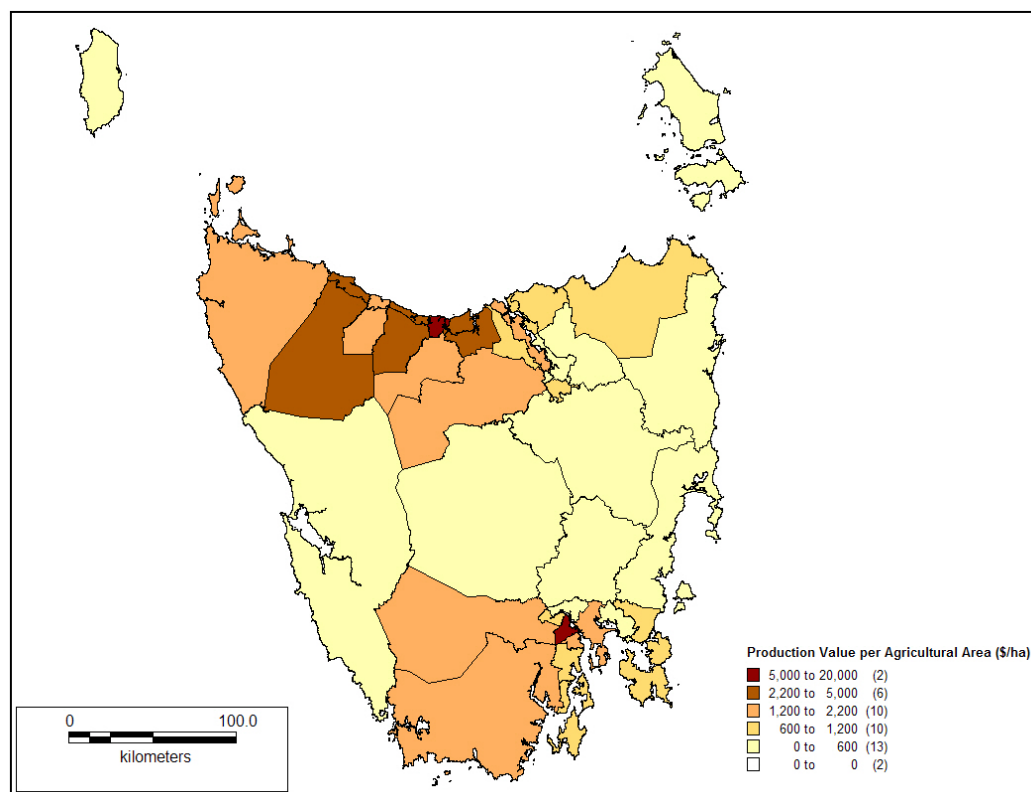 Production Value per Agricultural Area ($/ha)
5,000 to 20,000 (2)
2,200 to 5,000 (6)
1,200 to 2,200 (10)
600 to 1,200 (10)
0 to 600 (13)
0 to 0 (2)
0 100.0
kilometers